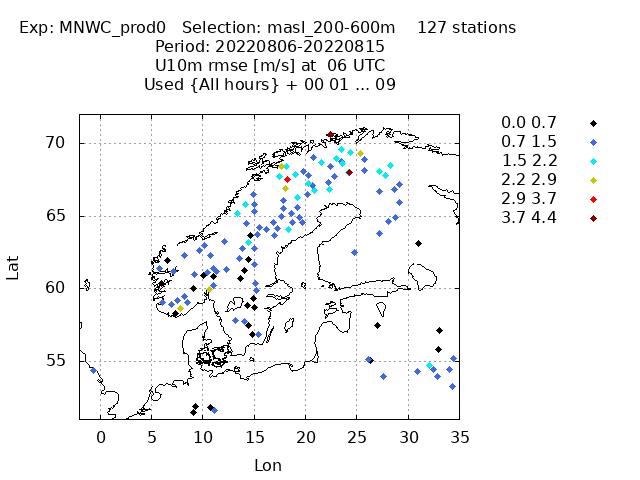 Exp: MNWC_prod0 Selection: masl_200-600m 127 stations
Period: 20220806-20220815
U10m rmse [m/s] at 06 UTC
Used {All hours} + 00 01 ... 09
0.0 0.7
0.7 1.5
1.5 2.2
2.2 2.9
2.9 3.7
3.7 4.4
70
65
60
55
Lat
0 5 10 15 20 25 30 35
Lon